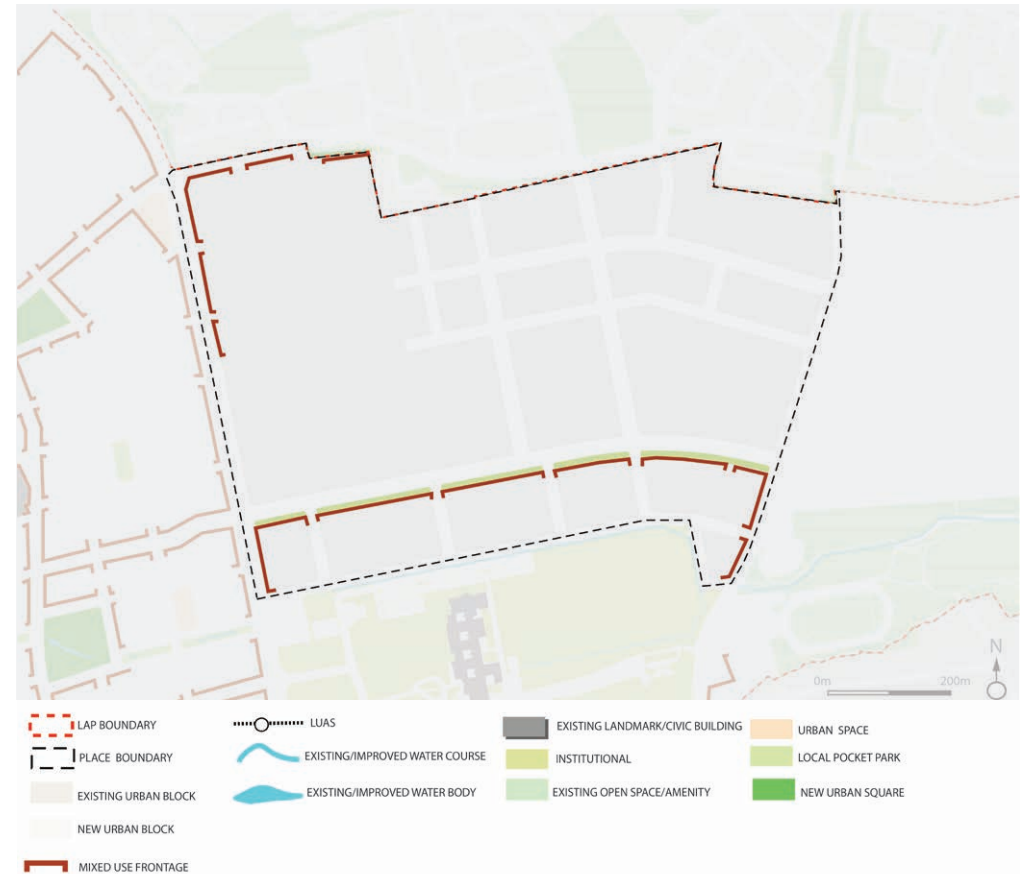 N
0m 200m
LAP BOUNDARY
PLACE BOUNDARY
EXISTING URBAN BLOCK
NEW URBAN BLOCK
MIXED USE FRONTAGE
LUAS
EXISTING/IMPROVED WATER COURSE
EXISTING/IMPROVED WATER BODY
EXISTING LANDMARK/CIVIC BUILDING
INSTITUTIONAL
EXISTING OPEN SPACE/AMENITY
URBAN SPACE
LOCAL POCKET PARK
NEW URBAN SQUARE